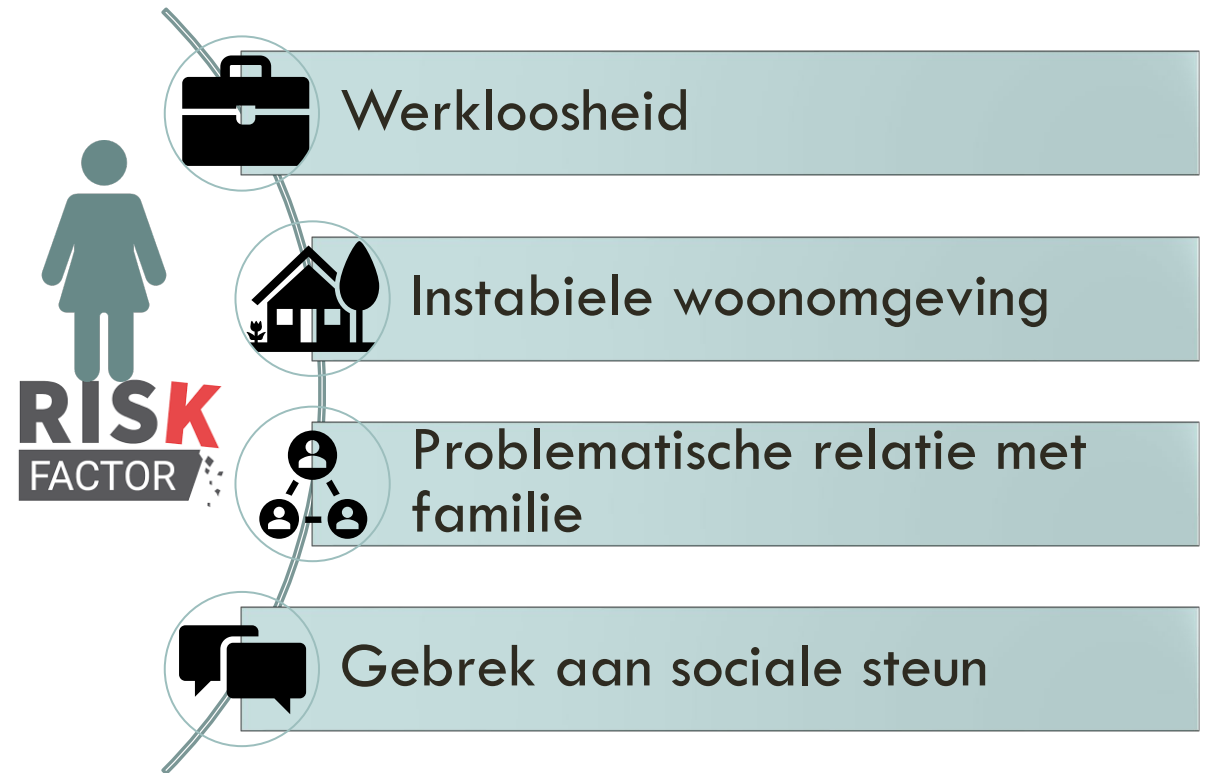 Werkloosheid
Instabiele woonomgeving
RISK
FACTOR
Problematische relatie met
familie
Gebrek aan sociale steun